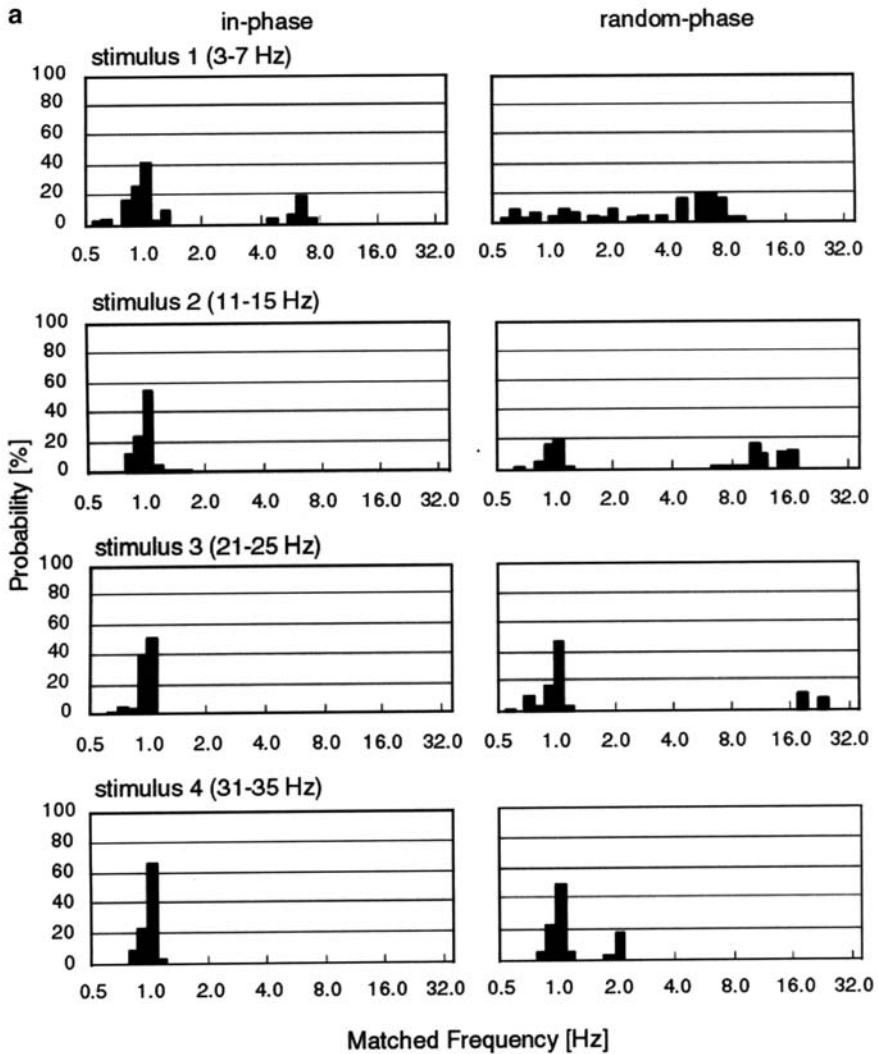 a
in-phase random-phase
stimulus 1 (3-7 Hz)
100
80
60
40
20
0
0.5 1.0 2.0 4.0 8.0 16.0 32.0 0.5 1.0 2.0 4.0 8.0 16.0 32.0
stimulus 2 (11-15 Hz)
100
80
60
40
20
0
0.5 1.0 2.0 4.0 8.0 16.0 32.0 0.5 1.0 2.0 4.0 8.0 16.0 32.0
Probability [%]
stimulus 3 (21-25 Hz)
100
80
60
40
20
0
0.5 1.0 2.0 4.0 8.0 16.0 32.0 0.5 1.0 2.0 4.0 8.0 16.0 32.0
stimulus 4 (31-35 Hz)
100
80
60
40
20
0
0.5 1.0 2.0 4.0 8.0 16.0 32.0 0.5 1.0 2.0 4.0 8.0 16.0 32.0
Matched Frequency [Hz]